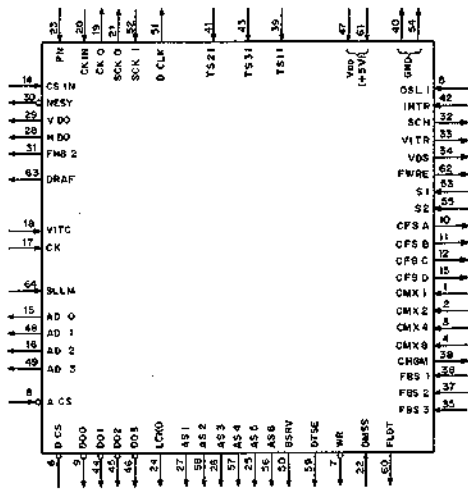 23 20 19 21 52 51 41 43 39 47 61 40 54
PN CKIN CK O SCK O SCK I D CLK TS2I TS3I TS1I VDD (+5V) GND
14 CSIN
30 NESY
29 VDO
28 HDO
31 FHB 2
63 DRAF
18 VITC
17 CK
64 SLLM
15 AD 0
48 AD 1
16 AD 2
49 AD 3
8 A CS
OSL I 6
INTR 42
SCH 32
VITR 33
VDS 34
FWRE 62
S1 53
S2 55
CFS A 10
CFS B 11
CFS C 12
CFS D 13
CMX 1 1
CMX 2 2
CMX 4 3
CMX 8 4
CHGM 38
FBS 1 36
FBS 2 37
FBS 3 35
D CS DO0 DO1 DO2 DO3 LCKO AS 1 AS 2 AS 3 AS 4 AS 5 AS 6 BSRV DTSE WR DMSS FLDT
6 9 44 45 46 24 27 58 26 57 25 56 50 59 7 22 60